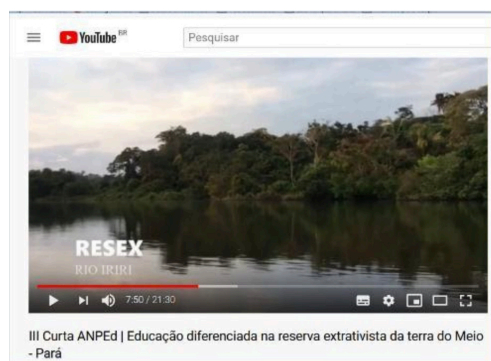 YouTube BR
Pesquisar
RESEX
RIO IRIRI
7:50 / 21:30
III Curta ANPEd | Educação diferenciada na reserva extrativista da terra do Meio
- Pará